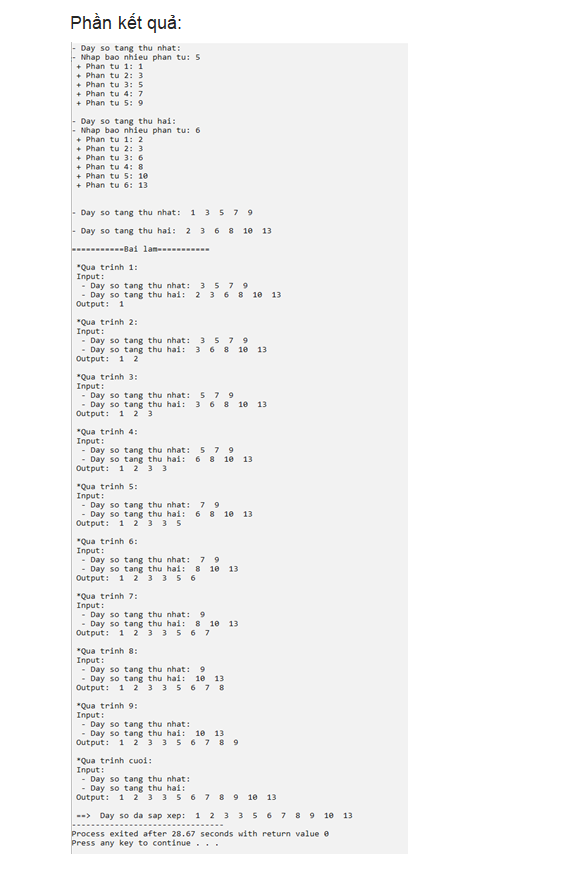 Phần kết quả:
- Day so tang thu nhat:
- Nhap bao nhieu phan tu: 5
+ Phan tu 1: 1
+ Phan tu 2: 3
+ Phan tu 3: 5
+ Phan tu 4: 7
+ Phan tu 5: 9
- Day so tang thu hai:
- Nhap bao nhieu phan tu: 6
+ Phan tu 1: 2
+ Phan tu 2: 3
+ Phan tu 3: 6
+ Phan tu 4: 8
+ Phan tu 5: 10
+ Phan tu 6: 13
- Day so tang thu nhat: 1 3 5 7 9
- Day so tang thu hai: 2 3 6 8 10 13
===========Bai lam===========
*Qua trinh 1:
Input:
- Day so tang thu nhat: 3 5 7 9
- Day so tang thu hai: 2 3 6 8 10 13
Output: 1
*Qua trinh 2:
Input:
- Day so tang thu nhat: 3 5 7 9
- Day so tang thu hai: 3 6 8 10 13
Output: 1 2
*Qua trinh 3:
Input:
- Day so tang thu nhat: 5 7 9
- Day so tang thu hai: 3 6 8 10 13
Output: 1 2 3
*Qua trinh 4:
Input:
- Day so tang thu nhat: 5 7 9
- Day so tang thu hai: 6 8 10 13
Output: 1 2 3 3
*Qua trinh 5:
Input:
- Day so tang thu nhat: 7 9
- Day so tang thu hai: 6 8 10 13
Output: 1 2 3 3 5
*Qua trinh 6:
Input:
- Day so tang thu nhat: 7 9
- Day so tang thu hai: 8 10 13
Output: 1 2 3 3 5 6
*Qua trinh 7:
Input:
- Day so tang thu nhat: 9
- Day so tang thu hai: 8 10 13
Output: 1 2 3 3 5 6 7
*Qua trinh 8:
Input:
- Day so tang thu nhat: 9
- Day so tang thu hai: 10 13
Output: 1 2 3 3 5 6 7 8
*Qua trinh 9:
Input:
- Day so tang thu nhat:
- Day so tang thu hai: 10 13
Output: 1 2 3 3 5 6 7 8 9
*Qua trinh cuoi:
Input:
- Day so tang thu nhat:
- Day so tang thu hai:
Output: 1 2 3 3 5 6 7 8 9 10 13
==> Day so da sap xep: 1 2 3 3 5 6 7 8 9 10 13
--------------------------------
Process exited after 28.67 seconds with return value 0
Press any key to continue . . .